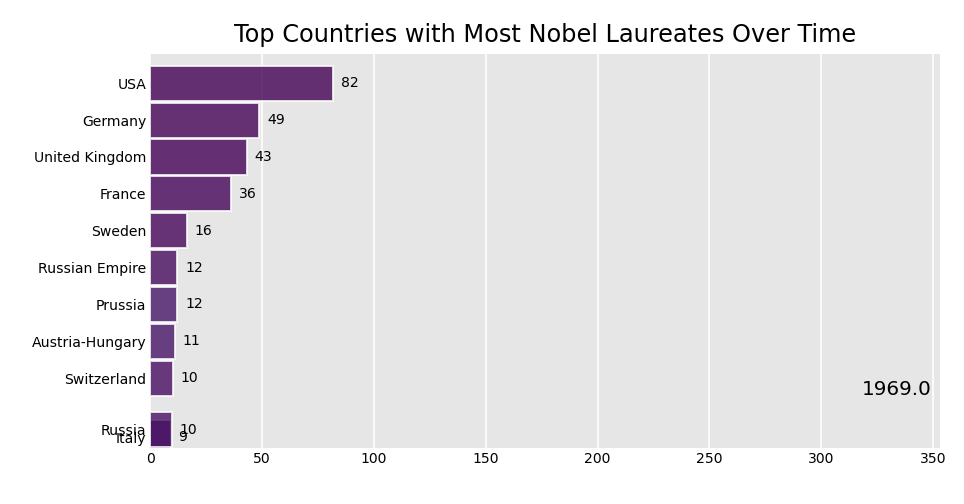 Top Countries with Most Nobel Laureates Over Time
USA 82
Germany 49
United Kingdom 43
France 36
Sweden 16
Russian Empire 12
Prussia 12
Austria-Hungary 11
Switzerland 10
1969.0
Russia 10
Italy 9
0 50 100 150 200 250 300 350